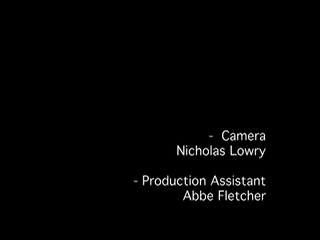 - Camera
Nicholas Lowry
- Production Assistant
Abbe Fletcher